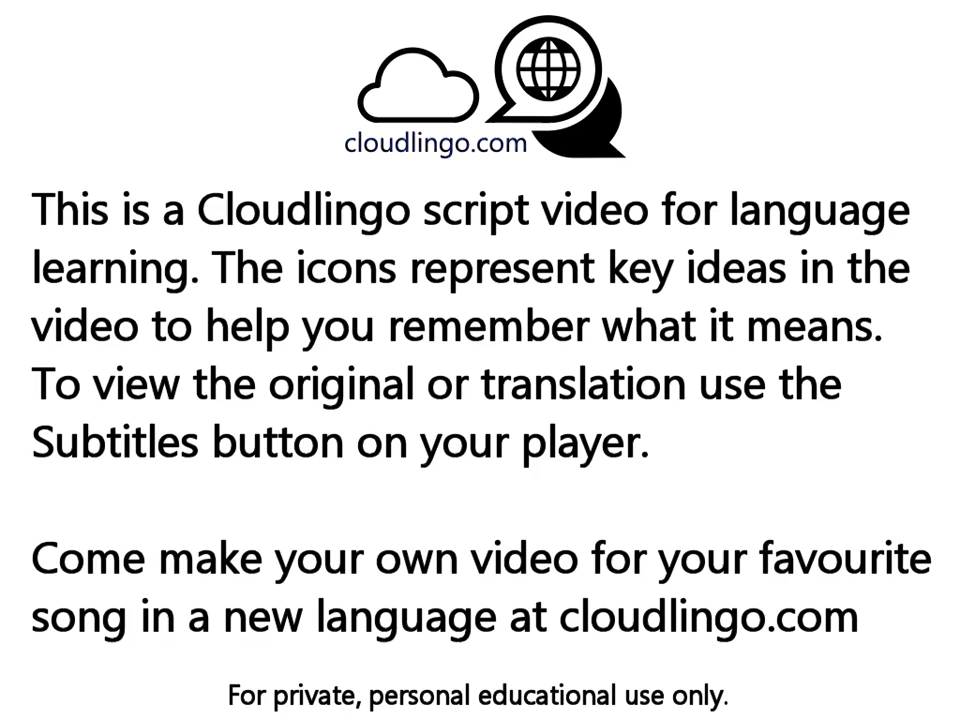 cloudlingo.com
This is a Cloudlingo script video for language
learning. The icons represent key ideas in the
video to help you remember what it means.
To view the original or translation use the
Subtitles button on your player.
Come make your own video for your favourite
song in a new language at cloudlingo.com
For private, personal educational use only.